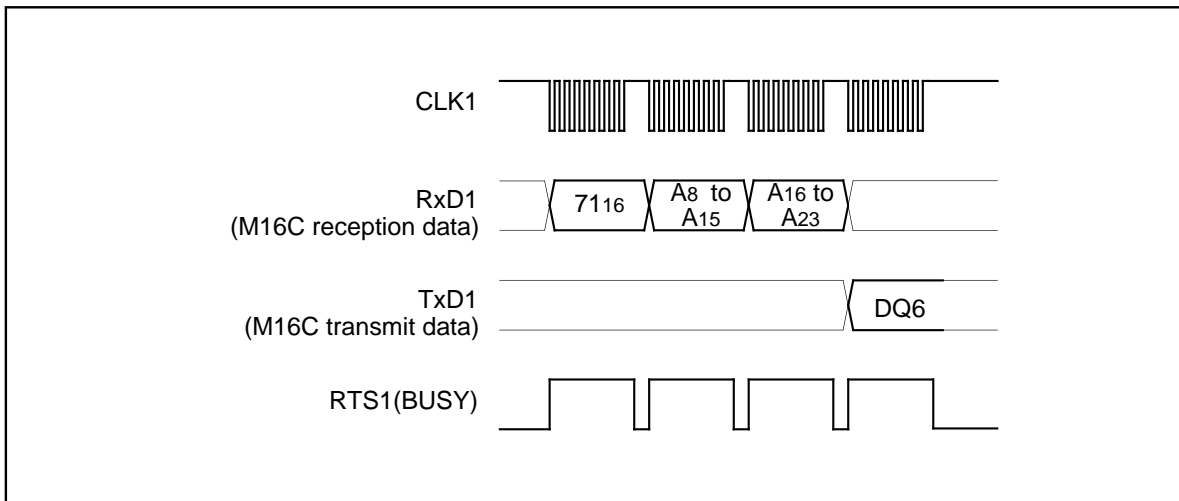 CLK1
RxD1
(M16C reception data)
7116
A8 to
A15
A16 to
A23
TxD1
(M16C transmit data)
DQ6
RTS1(BUSY)